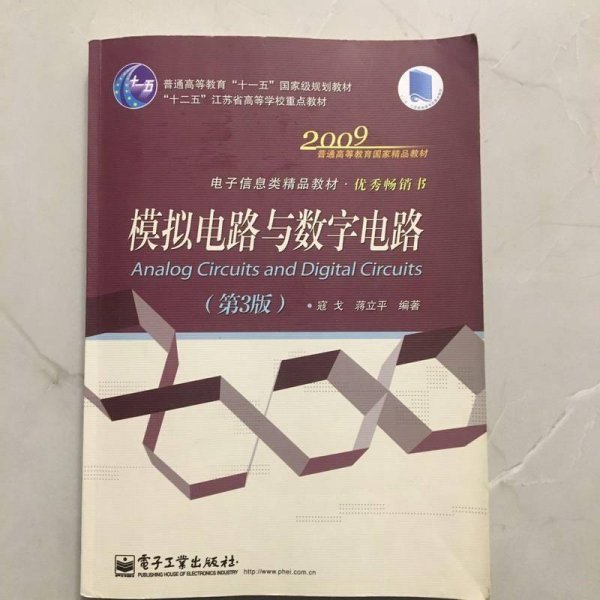 十一五
普通高等教育“十一五”国家级规划教材
“十二五”江苏省高等学校重点教材
2009
普通高等教育国家精品教材
电子信息类精品教材·优秀畅销书
模拟电路与数字电路
Analog Circuits and Digital Circuits
(第3版)
•寇戈 蒋立平 编著
電子工業出版社
PUBLISHING HOUSE OF ELECTRONICS INDUSTRY
http://www.phei.com.cn